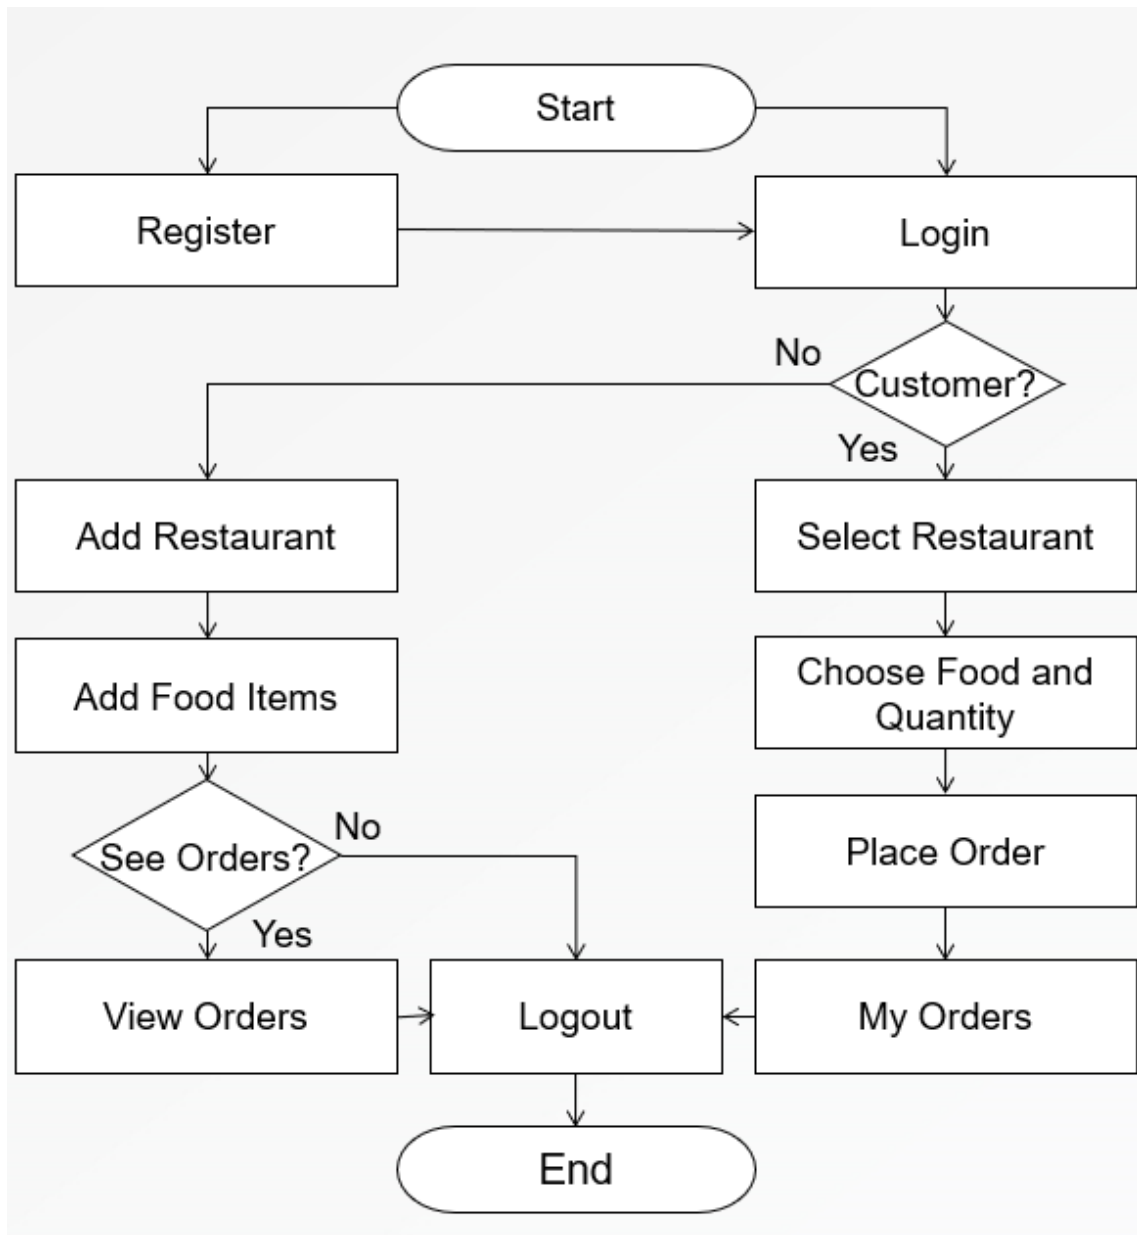 Start
Register
Login
No
Customer?
Yes
Add Restaurant
Select Restaurant
Add Food Items
Choose Food and
Quantity
No
See Orders?
Place Order
Yes
View Orders
Logout
My Orders
End